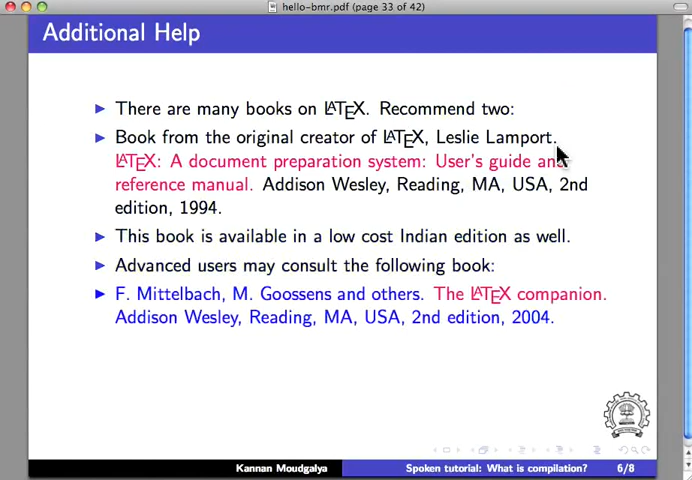 hello-bmr.pdf (page 33 of 42)
Additional Help
There are many books on LATEX. Recommend two:
Book from the original creator of LATEX, Leslie Lamport.
LATEX: A document preparation system: User's guide and
reference manual. Addison Wesley, Reading, MA, USA, 2nd
edition, 1994.
This book is available in a low cost Indian edition as well.
Advanced users may consult the following book:
F. Mittelbach, M. Goossens and others. The LATEX companion.
Addison Wesley, Reading, MA, USA, 2nd edition, 2004.
Kannan Moudgalya Spoken tutorial: What is compilation? 6/8